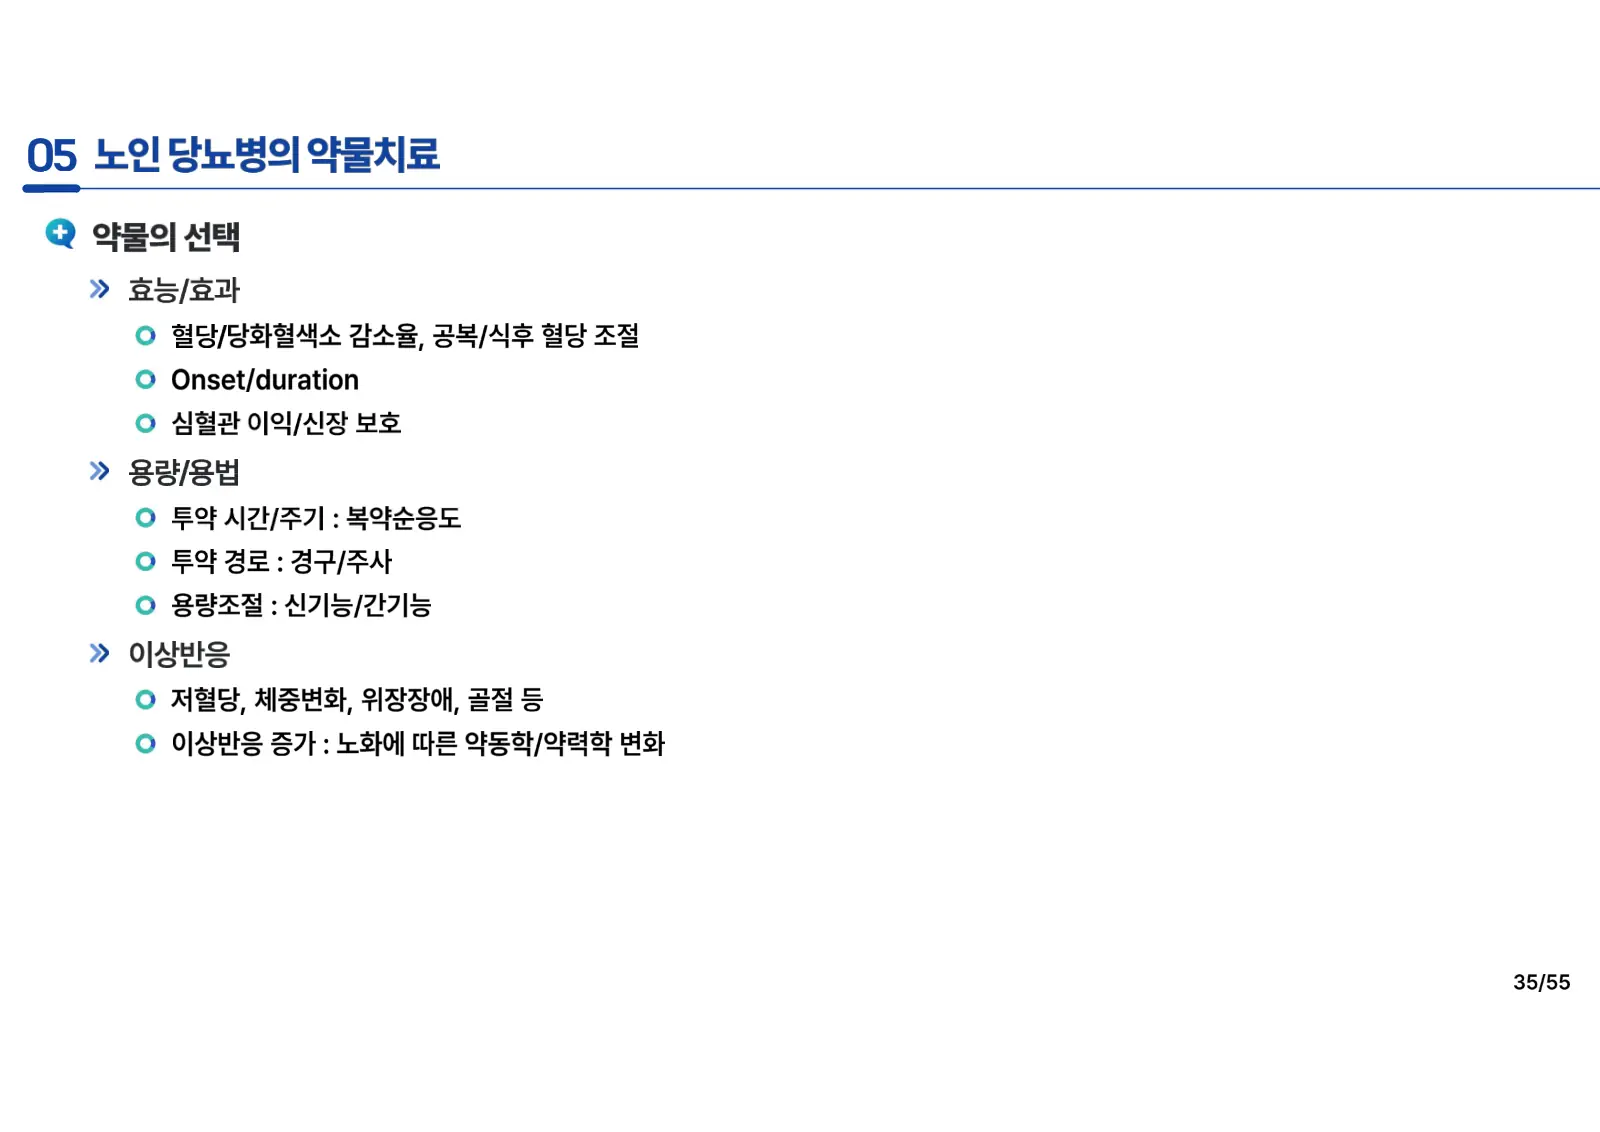 05 노인 당뇨병의 약물치료
약물의 선택
효능/효과
혈당/당화혈색소 감소율, 공복/식후 혈당 조절
Onset/duration
심혈관 이익/신장 보호
용량/용법
투약 시간/주기 : 복약순응도
투약 경로 : 경구/주사
용량조절 : 신기능/간기능
이상반응
저혈당, 체중변화, 위장장애, 골절 등
이상반응 증가 : 노화에 따른 약동학/약력학 변화
35/55